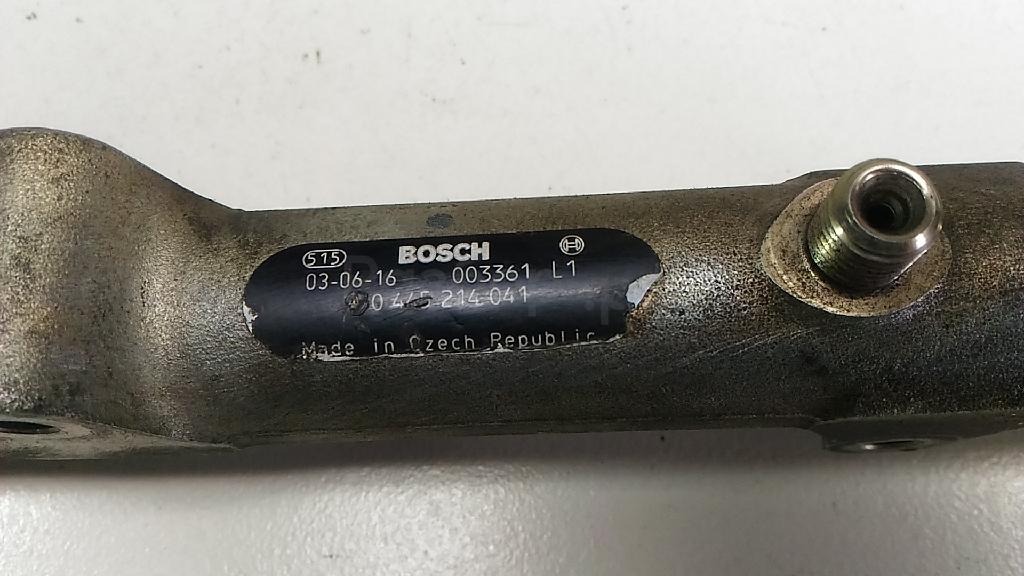 515 BOSCH
03-06-16 003361 L1
0 445 214 041
Made in Czech Republic